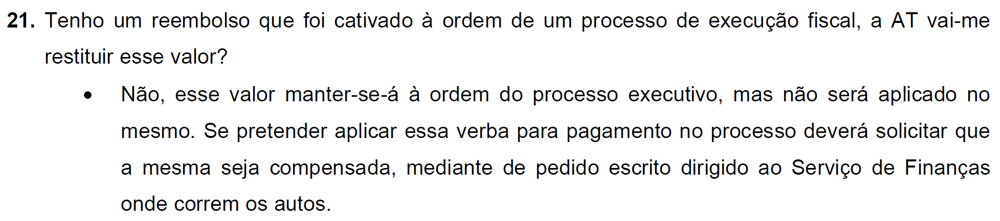 21. Tenho um reembolso que foi cativado à ordem de um processo de execução fiscal, a AT vai-me
restituir esse valor?
• Não, esse valor manter-se-á à ordem do processo executivo, mas não será aplicado no
mesmo. Se pretender aplicar essa verba para pagamento no processo deverá solicitar que
a mesma seja compensada, mediante de pedido escrito dirigido ao Serviço de Finanças
onde correm os autos.